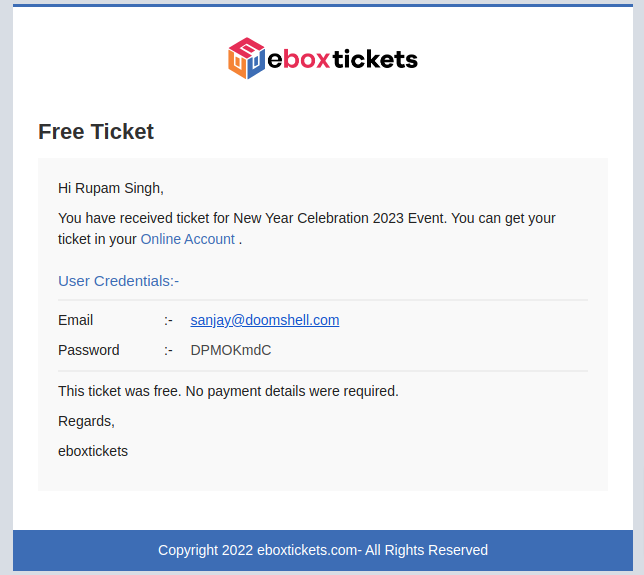 eboxtickets
Free Ticket
Hi Rupam Singh,
You have received ticket for New Year Celebration 2023 Event. You can get your
ticket in your Online Account .
User Credentials:-
Email :- sanjay@doomshell.com
Password :- DPMOKmdC
This ticket was free. No payment details were required.
Regards,
eboxtickets
Copyright 2022 eboxtickets.com- All Rights Reserved